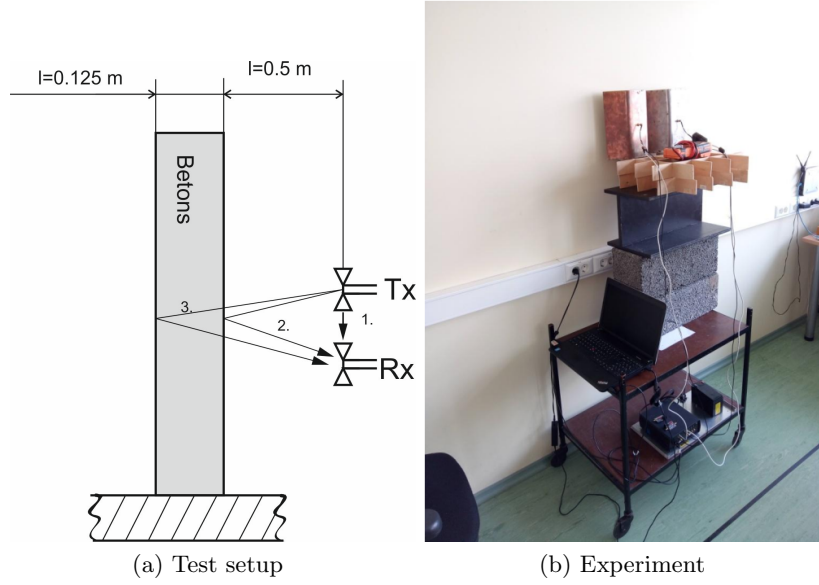 l=0.125 m
l=0.5 m
Betons
Tx
3.
1.
2.
Rx
(a) Test setup
(b) Experiment